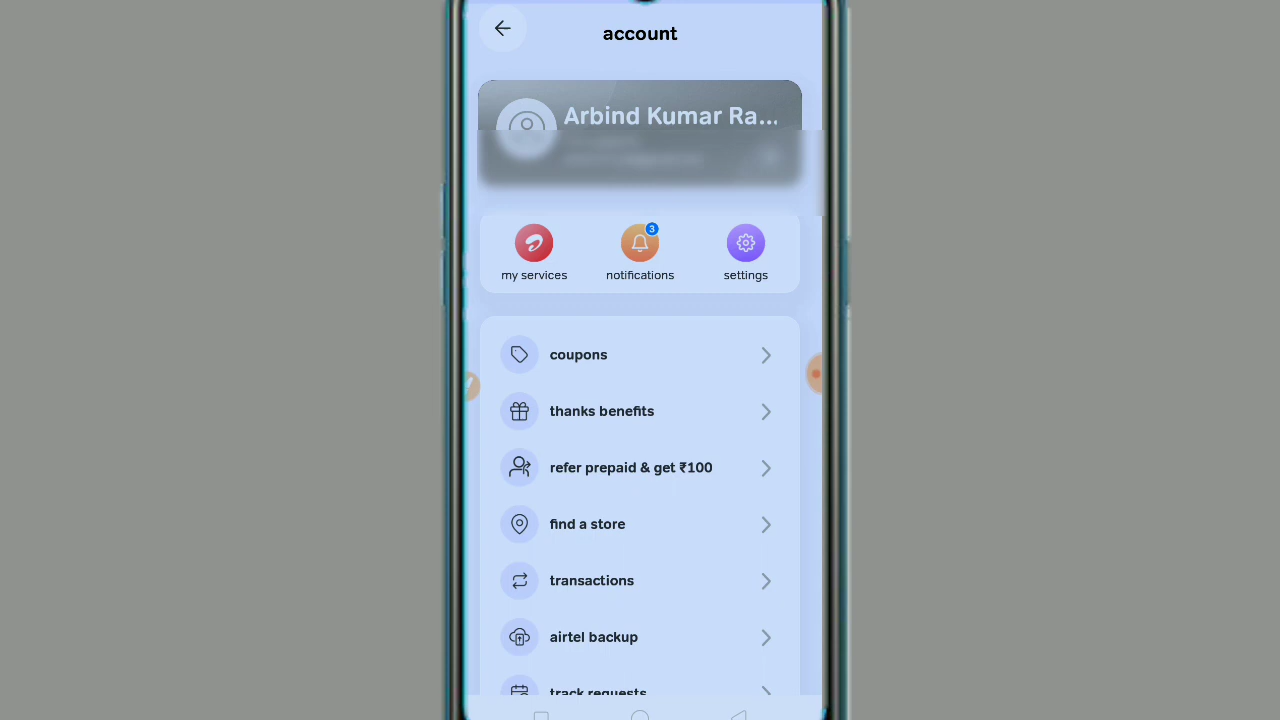 account
Arbind Kumar Ra...
3
my services
notifications
settings
coupons
thanks benefits
refer prepaid & get ₹100
find a store
transactions
airtel backup
track requests